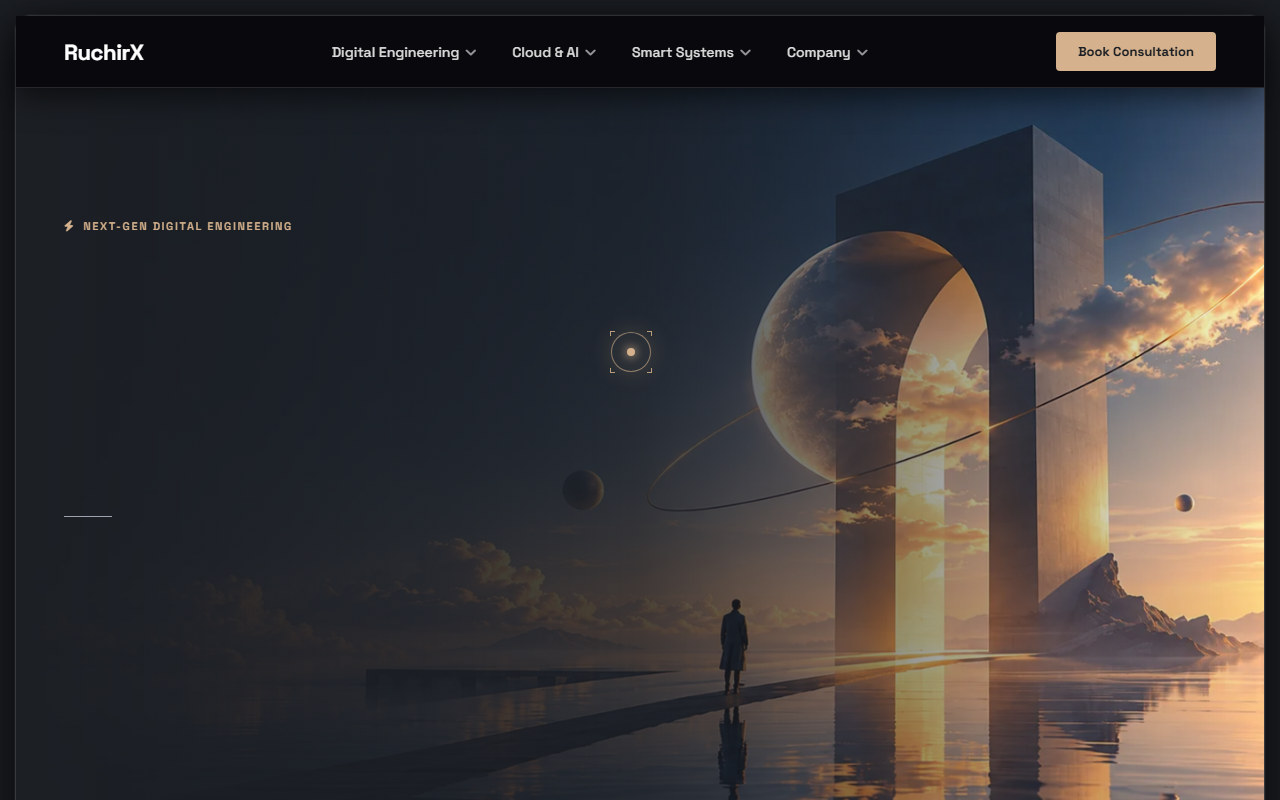 RuchirX
Digital Engineering
Cloud & AI
Smart Systems
Company
Book Consultation
NEXT-GEN DIGITAL ENGINEERING